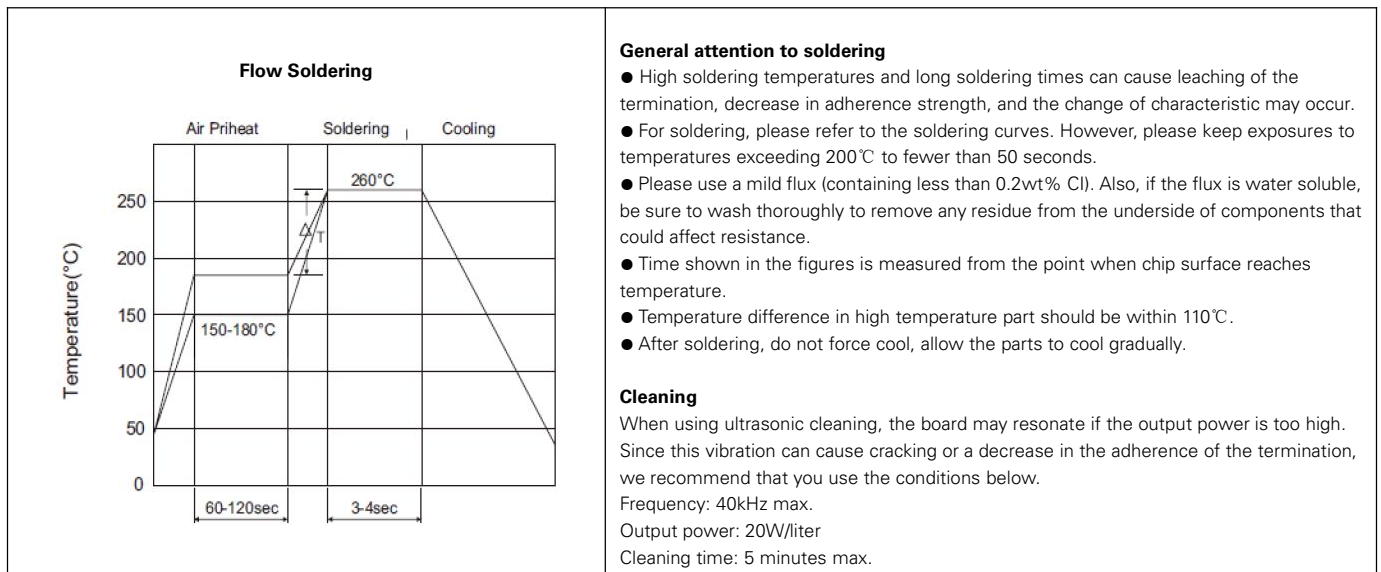 Flow Soldering
Air Priheat
Soldering
Cooling
Temperature(°C)
250
200
150
100
50
0
260°C
△T
150-180°C
60-120sec
3-4sec
General attention to soldering
● High soldering temperatures and long soldering times can cause leaching of the
termination, decrease in adherence strength, and the change of characteristic may occur.
● For soldering, please refer to the soldering curves. However, please keep exposures to
temperatures exceeding 200℃ to fewer than 50 seconds.
● Please use a mild flux (containing less than 0.2wt% Cl). Also, if the flux is water soluble,
be sure to wash thoroughly to remove any residue from the underside of components that
could affect resistance.
● Time shown in the figures is measured from the point when chip surface reaches
temperature.
● Temperature difference in high temperature part should be within 110℃.
● After soldering, do not force cool, allow the parts to cool gradually.
Cleaning
When using ultrasonic cleaning, the board may resonate if the output power is too high.
Since this vibration can cause cracking or a decrease in the adherence of the termination,
we recommend that you use the conditions below.
Frequency: 40kHz max.
Output power: 20W/liter
Cleaning time: 5 minutes max.